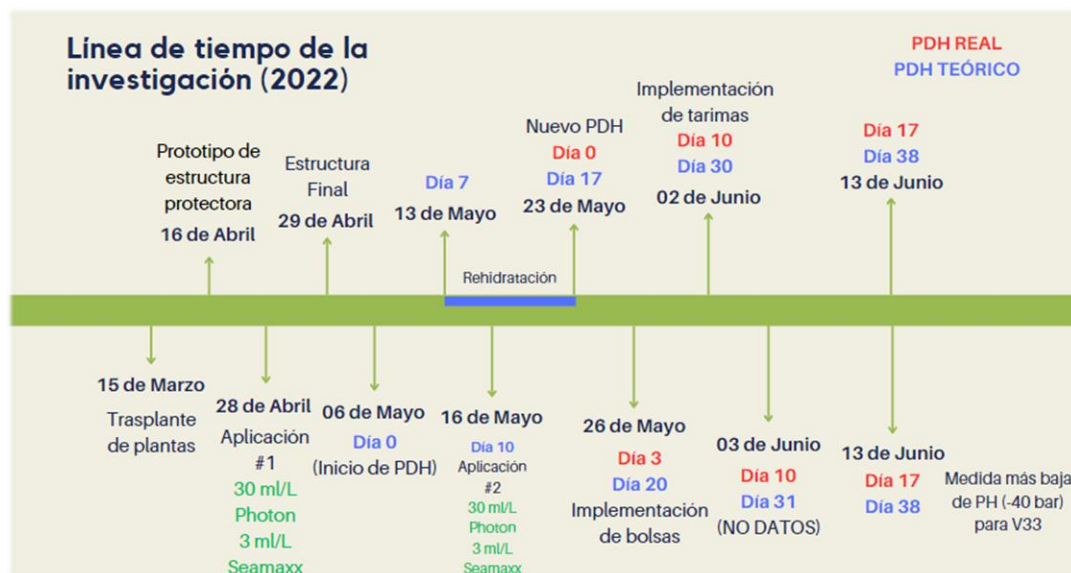 Línea de tiempo de la
investigación (2022)
PDH REAL
PDH TEÓRICO
Prototipo de
estructura
protectora
16 de Abril
Estructura
Final
29 de Abril
Día 7
13 de Mayo
Nuevo PDH
Día 0
Día 17
23 de Mayo
Implementación
de tarimas
Día 10
Día 30
02 de Junio
Día 17
Día 38
13 de Junio
Rehidratación
15 de Marzo
Trasplante
de plantas
28 de Abril
Aplicación
#1
30 ml/L
Photon
3 ml/L
Seamaxx
06 de Mayo
Día 0
(Inicio de PDH)
16 de Mayo
Día 10
Aplicación
#2
30 ml/L
Photon
3 ml/L
Seamaxx
26 de Mayo
Día 3
Día 20
Implementación
de bolsas
03 de Junio
Día 10
Día 31
(NO DATOS)
13 de Junio
Día 17
Día 38
Medida más baja
de PH (-40 bar)
para V33